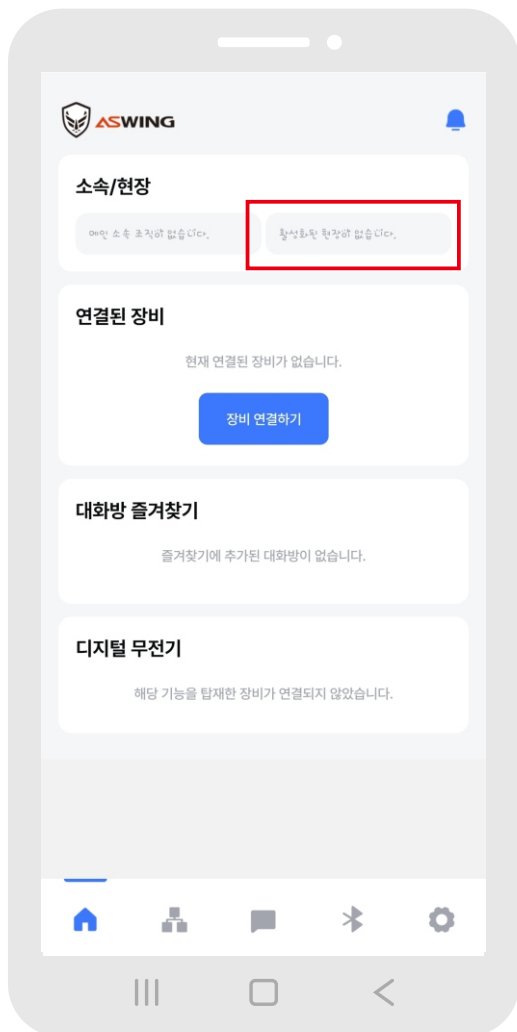 ASWING
소속/현장
메인 소속 조직이 없습니다.
활성화된 현장이 없습니다.
연결된 장비
현재 연결된 장비가 없습니다.
장비 연결하기
대화방 즐겨찾기
즐겨찾기에 추가된 대화방이 없습니다.
디지털 무전기
해당 기능을 탑재한 장비가 연결되지 않았습니다.